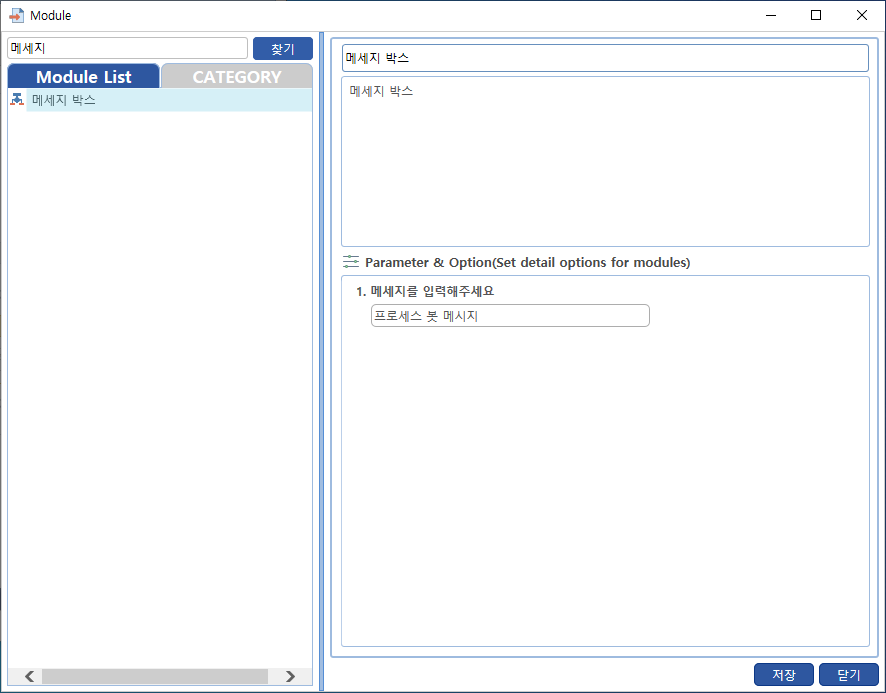 Module
메세지
찾기
Module List
CATEGORY
메세지 박스
메세지 박스
메세지 박스
Parameter & Option(Set detail options for modules)
1. 메세지를 입력해주세요
프로세스 봇 메시지
저장
닫기